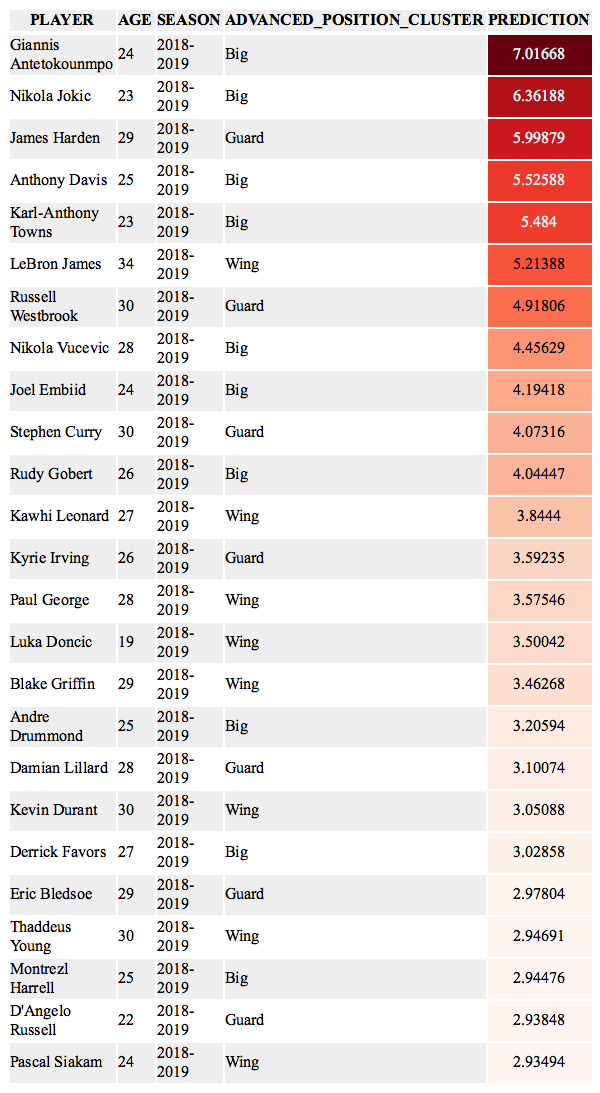 PLAYER AGE SEASON ADVANCED_POSITION_CLUSTER PREDICTION
Giannis Antetokounmpo 24 2018-2019 Big 7.01668
Nikola Jokic 23 2018-2019 Big 6.36188
James Harden 29 2018-2019 Guard 5.99879
Anthony Davis 25 2018-2019 Big 5.52588
Karl-Anthony Towns 23 2018-2019 Big 5.484
LeBron James 34 2018-2019 Wing 5.21388
Russell Westbrook 30 2018-2019 Guard 4.91806
Nikola Vucevic 28 2018-2019 Big 4.45629
Joel Embiid 24 2018-2019 Big 4.19418
Stephen Curry 30 2018-2019 Guard 4.07316
Rudy Gobert 26 2018-2019 Big 4.04447
Kawhi Leonard 27 2018-2019 Wing 3.8444
Kyrie Irving 26 2018-2019 Guard 3.59235
Paul George 28 2018-2019 Wing 3.57546
Luka Doncic 19 2018-2019 Wing 3.50042
Blake Griffin 29 2018-2019 Wing 3.46268
Andre Drummond 25 2018-2019 Big 3.20594
Damian Lillard 28 2018-2019 Guard 3.10074
Kevin Durant 30 2018-2019 Wing 3.05088
Derrick Favors 27 2018-2019 Big 3.02858
Eric Bledsoe 29 2018-2019 Guard 2.97804
Thaddeus Young 30 2018-2019 Wing 2.94691
Montrezl Harrell 25 2018-2019 Big 2.94476
D'Angelo Russell 22 2018-2019 Guard 2.93848
Pascal Siakam 24 2018-2019 Wing 2.93494